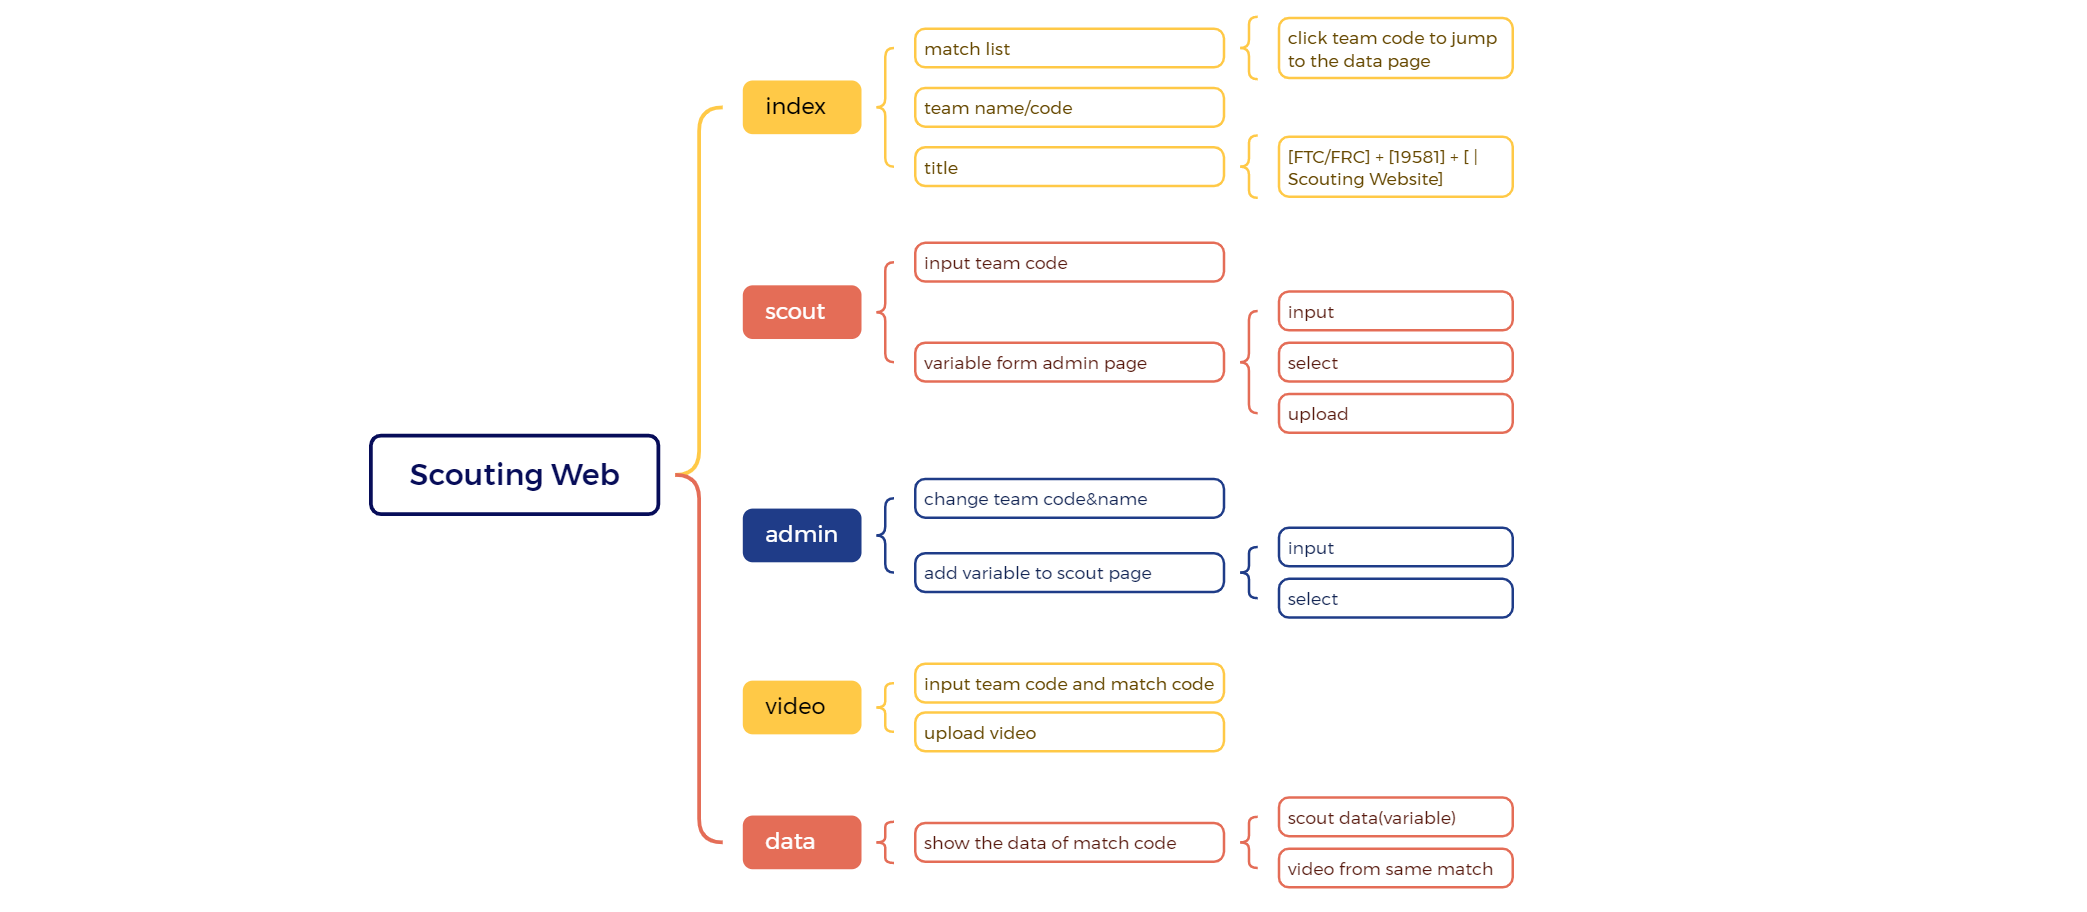 Scouting Web
index
match list
click team code to jump
to the data page
team name/code
title
[FTC/FRC] + [19581] + [ |
Scouting Website]
scout
input team code
variable form admin page
input
select
upload
admin
change team code&name
add variable to scout page
input
select
video
input team code and match code
upload video
data
show the data of match code
scout data(variable)
video from same match